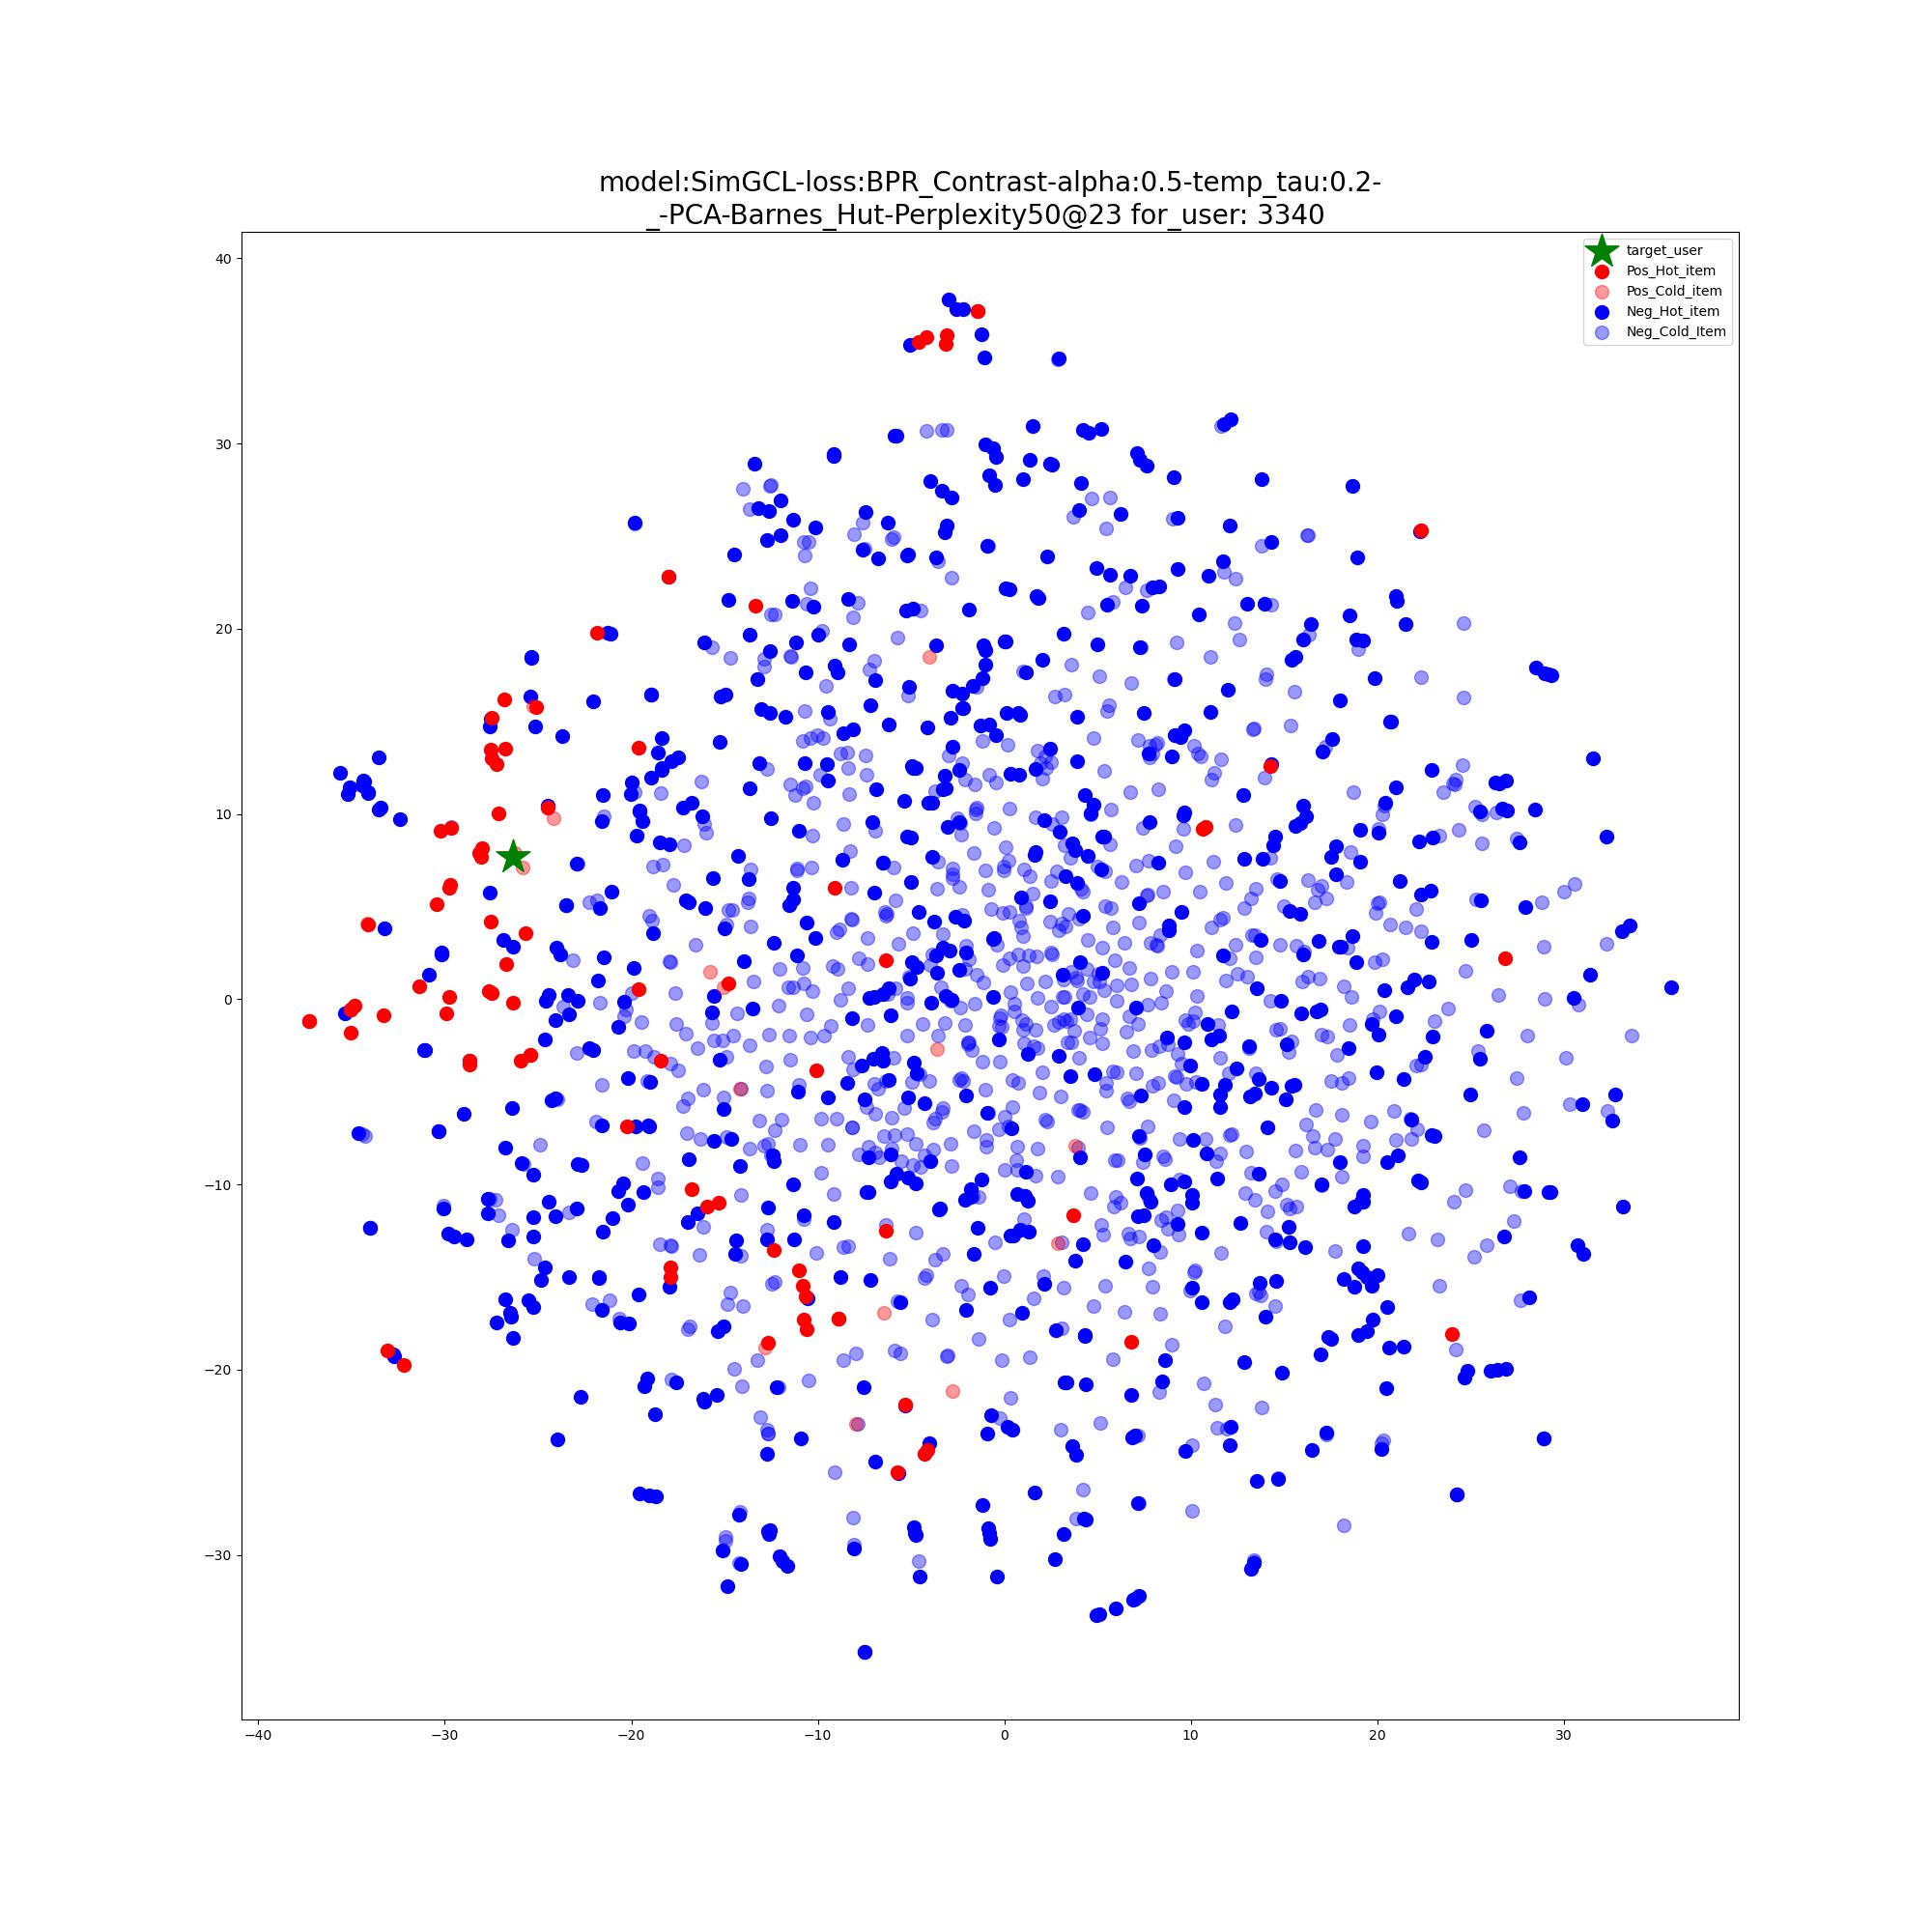 model:SimGCL-loss:BPR_Contrast-alpha:0.5-temp_tau:0.2-
_-PCA-Barnes_Hut-Perplexity50@23 for_user: 3340
target_user
Pos_Hot_item
Pos_Cold_item
Neg_Hot_item
Neg_Cold_Item
40
30
20
10
0
−10
−20
−30
−40
−30
−20
−10
0
10
20
30